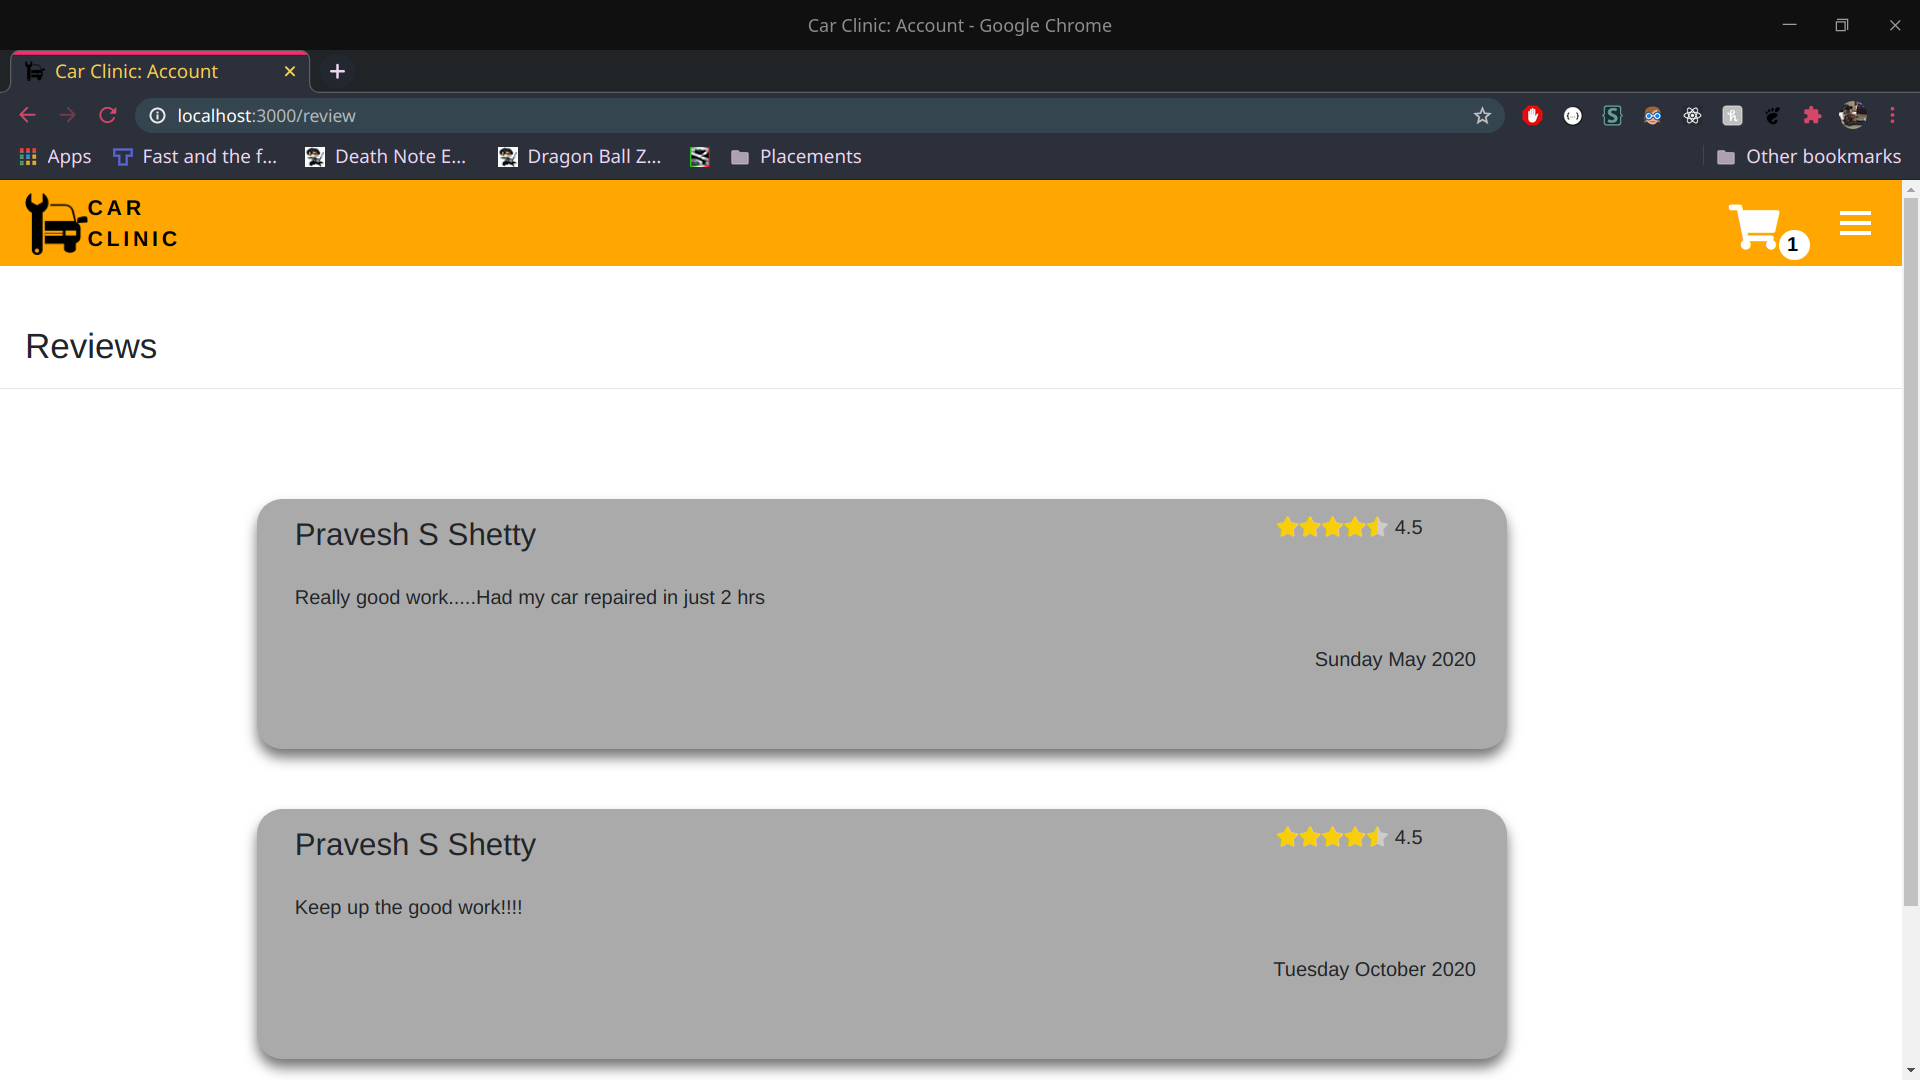 Car Clinic: Account - Google Chrome
Car Clinic: Account
localhost:3000/review
Apps
Fast and the f...
Death Note E...
Dragon Ball Z...
Placements
Other bookmarks
CAR
CLINIC
1
Reviews
Pravesh S Shetty
4.5
Really good work.....Had my car repaired in just 2 hrs
Sunday May 2020
Pravesh S Shetty
4.5
Keep up the good work!!!!
Tuesday October 2020